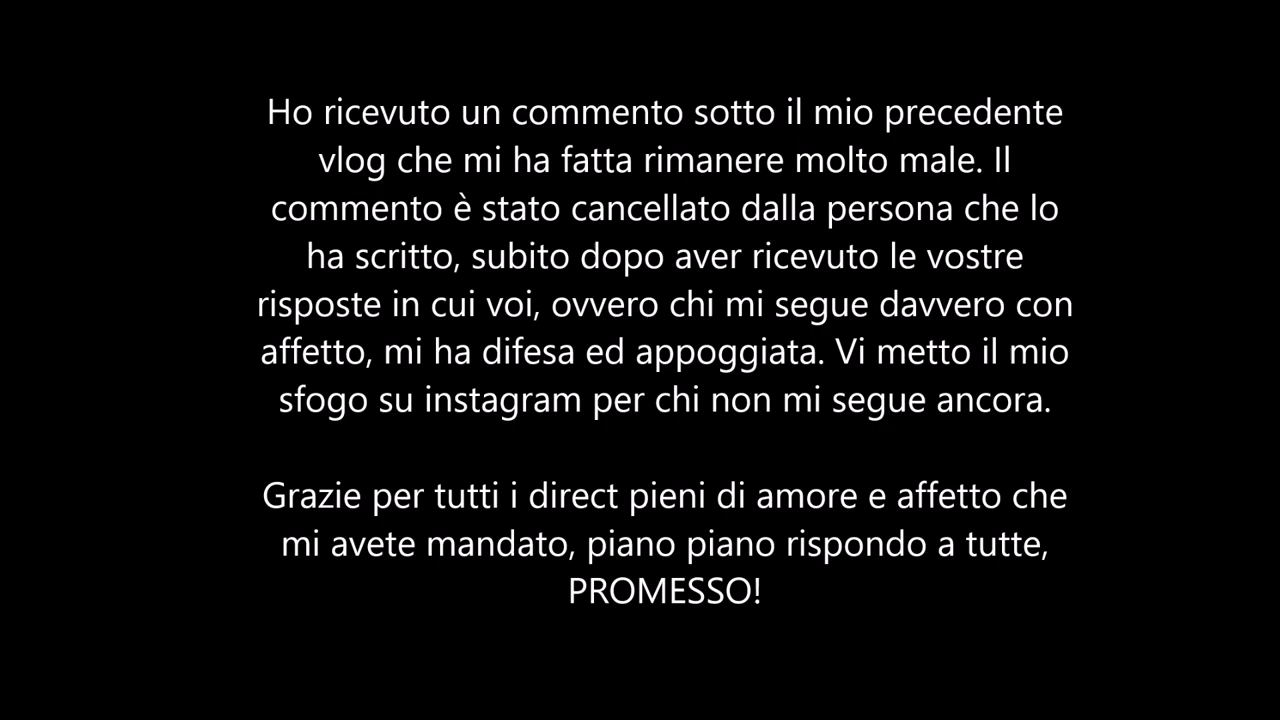 Ho ricevuto un commento sotto il mio precedente
vlog che mi ha fatta rimanere molto male. Il
commento è stato cancellato dalla persona che lo
ha scritto, subito dopo aver ricevuto le vostre
risposte in cui voi, ovvero chi mi segue davvero con
affetto, mi ha difesa ed appoggiata. Vi metto il mio
sfogo su instagram per chi non mi segue ancora.
Grazie per tutti i direct pieni di amore e affetto che
mi avete mandato, piano piano rispondo a tutte,
PROMESSO!